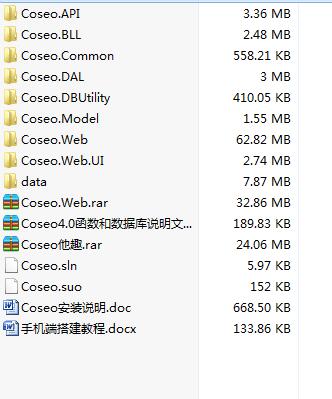 Coseo.API 3.36 MB
Coseo.BLL 2.48 MB
Coseo.Common 558.21 KB
Coseo.DAL 3 MB
Coseo.DBUtility 410.05 KB
Coseo.Model 1.55 MB
Coseo.Web 62.82 MB
Coseo.Web.UI 2.74 MB
data 7.87 MB
Coseo.Web.rar 32.86 MB
Coseo4.0函数和数据库说明文... 189.83 KB
Coseo他趣.rar 24.06 MB
Coseo.sln 5.97 KB
Coseo.suo 152 KB
Coseo安装说明.doc 668.50 KB
手机端搭建教程.docx 133.86 KB